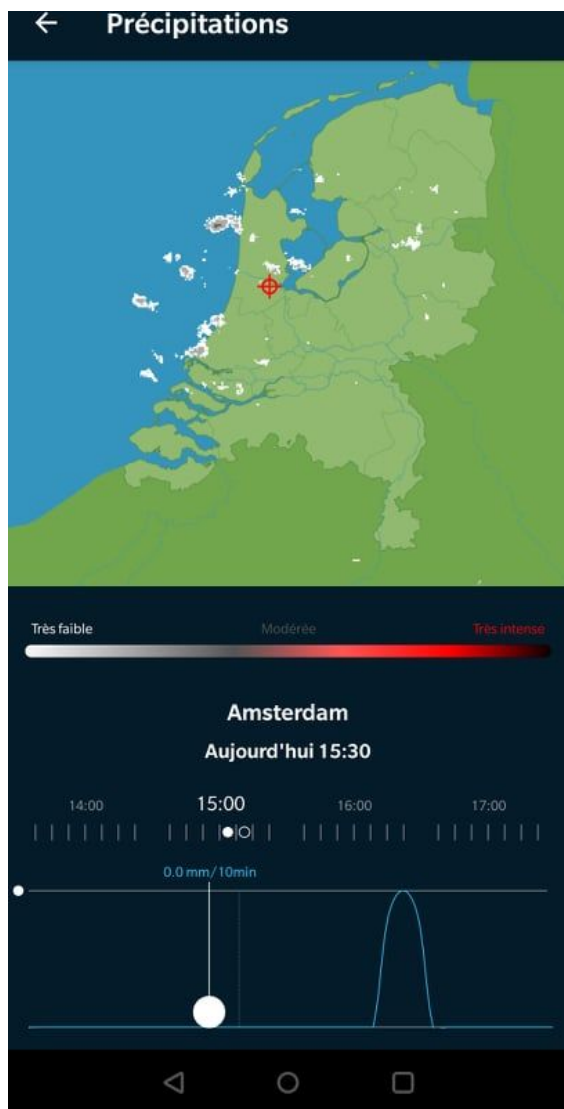 Précipitations
Très faible Modérée Très intense
Amsterdam
Aujourd'hui 15:30
14:00 15:00 16:00 17:00
0.0 mm/10min